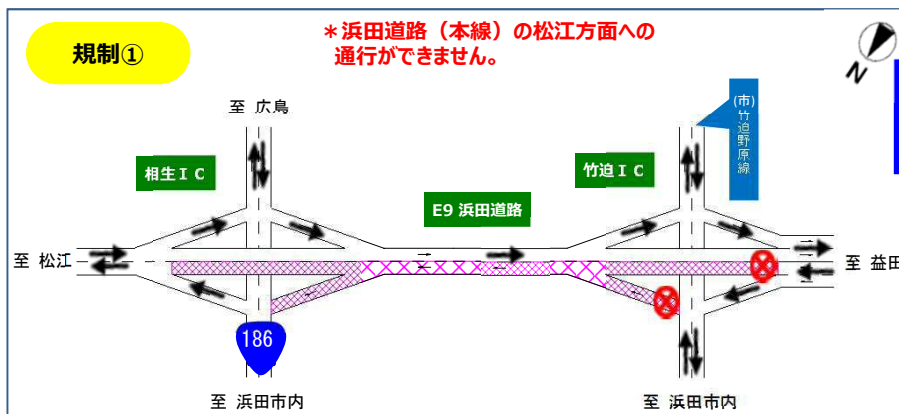 規制①
＊浜田道路（本線）の松江方面への
通行ができません。
N
至 広島
(市)竹迫野原線
相生ＩＣ
竹迫ＩＣ
E9 浜田道路
至 松江
至 益田
186
至 浜田市内
至 浜田市内